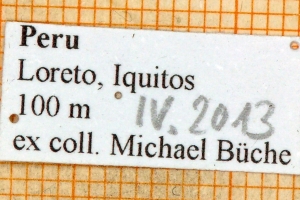 Peru
Loreto, Iquitos
100 m IV. 2013
ex coll. Michael Büche